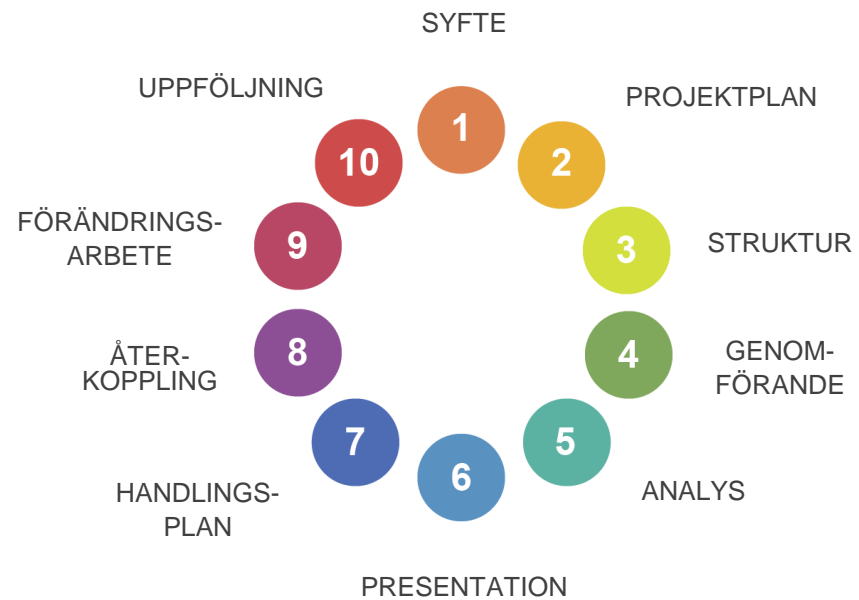 SYFTE
1
PROJEKTPLAN
2
STRUKTUR
3
GENOM-
FÖRANDE
4
ANALYS
5
PRESENTATION
6
HANDLINGS-
PLAN
7
ÅTER-
KOPPLING
8
FÖRÄNDRINGS-
ARBETE
9
UPPFÖLJNING
10